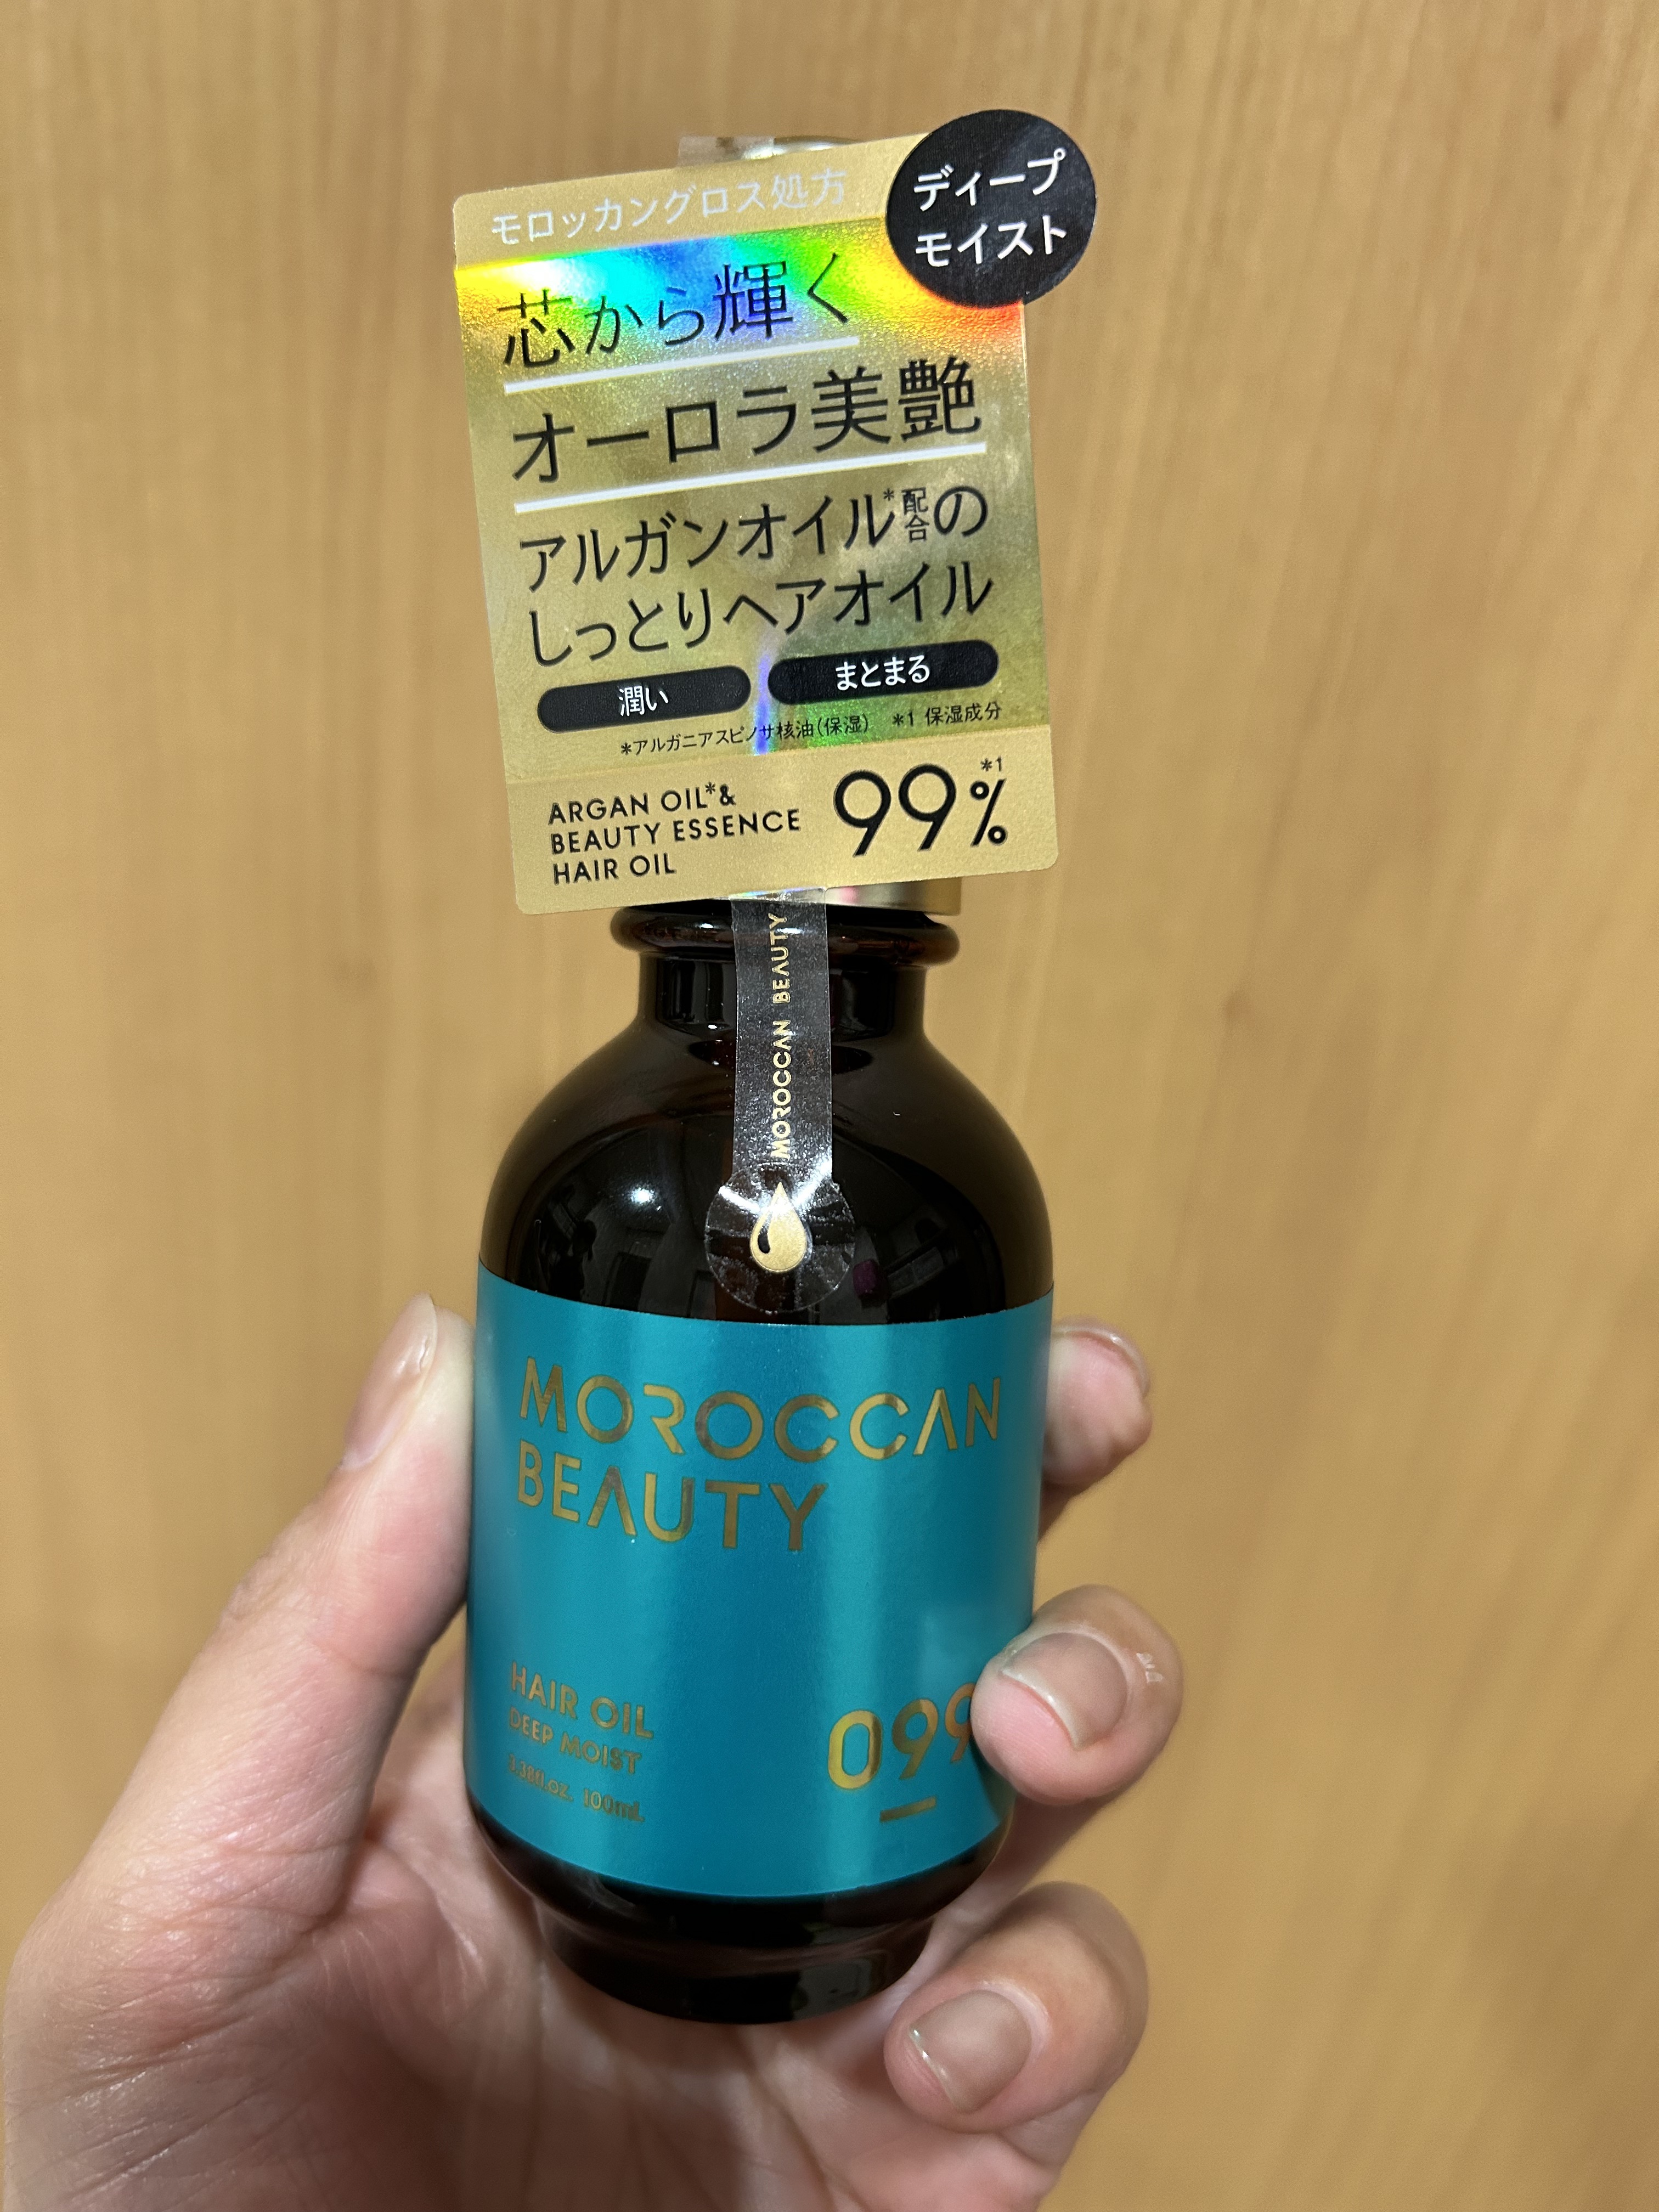 モロッカングロス処方
ディープ
モイスト
芯から輝く
オーロラ美艶
アルガンオイル*配合の
しっとりヘアオイル
潤い
まとまる
*アルガニアスピノサ核油(保湿) *1 保湿成分
ARGAN OIL*&
BEAUTY ESSENCE
HAIR OIL
99%*1
MOROCCAN BEAUTY
MOROCCAN
BEAUTY
HAIR OIL
DEEP MOIST
3.38fl.oz. 100mL
099